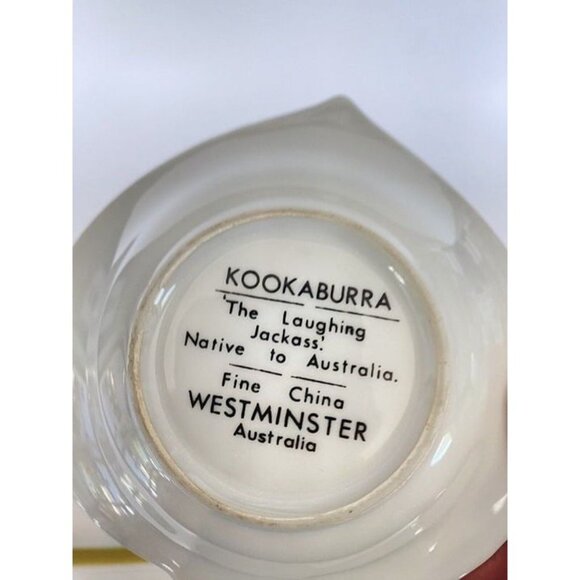 KOOKABURRA
'The Laughing
Jackass'.
Native to Australia.
Fine China
WESTMINSTER
Australia